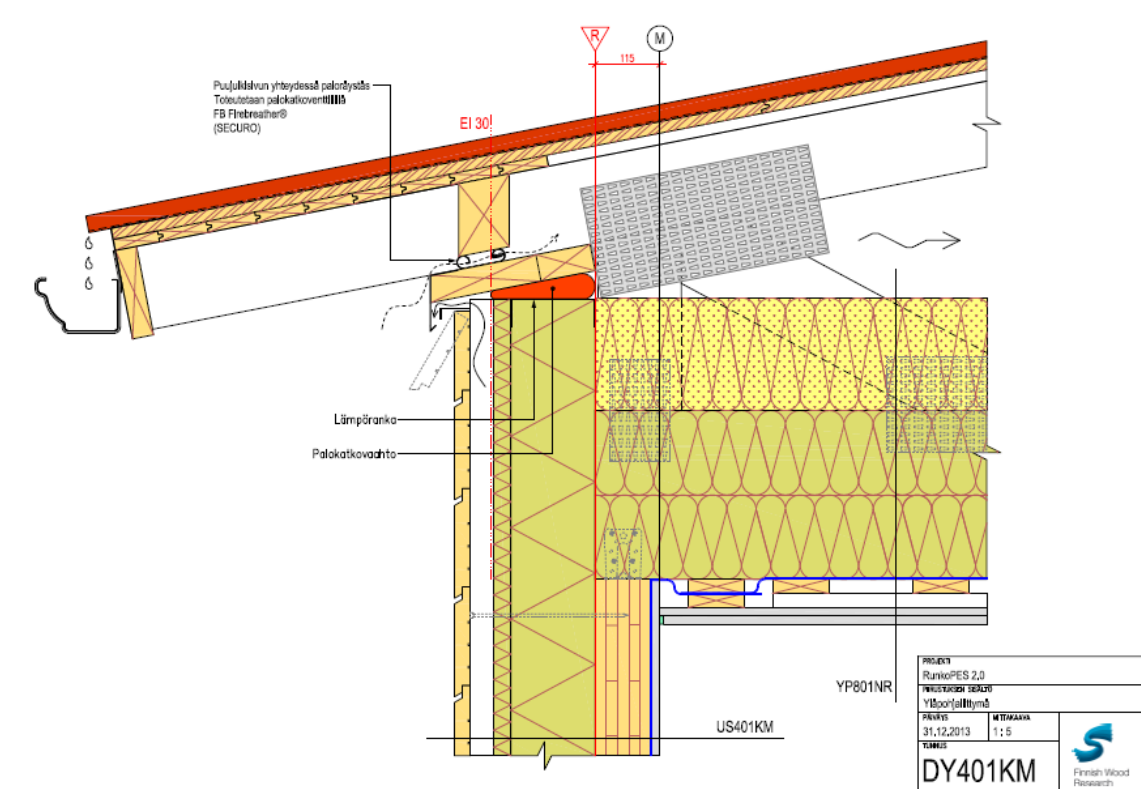 R
M
115
Puujulkisivun yhteydessä paloräystäs
Toteutetaan palokatkoventtiilillä
FB Firebreather®
(SECURO)
EI 30
Lämpöranka
Palokatkovaahto
YP801NR
US401KM
PROJEKTI
RunkoPES 2.0
PIIRUSTUKSEN SISÄLTÖ
Yläpohjaliittymä
PÄIVÄYS
MITTAKAAVA
31.12.2013
1 : 5
TUNNUS
DY401KM
Finnish Wood
Research